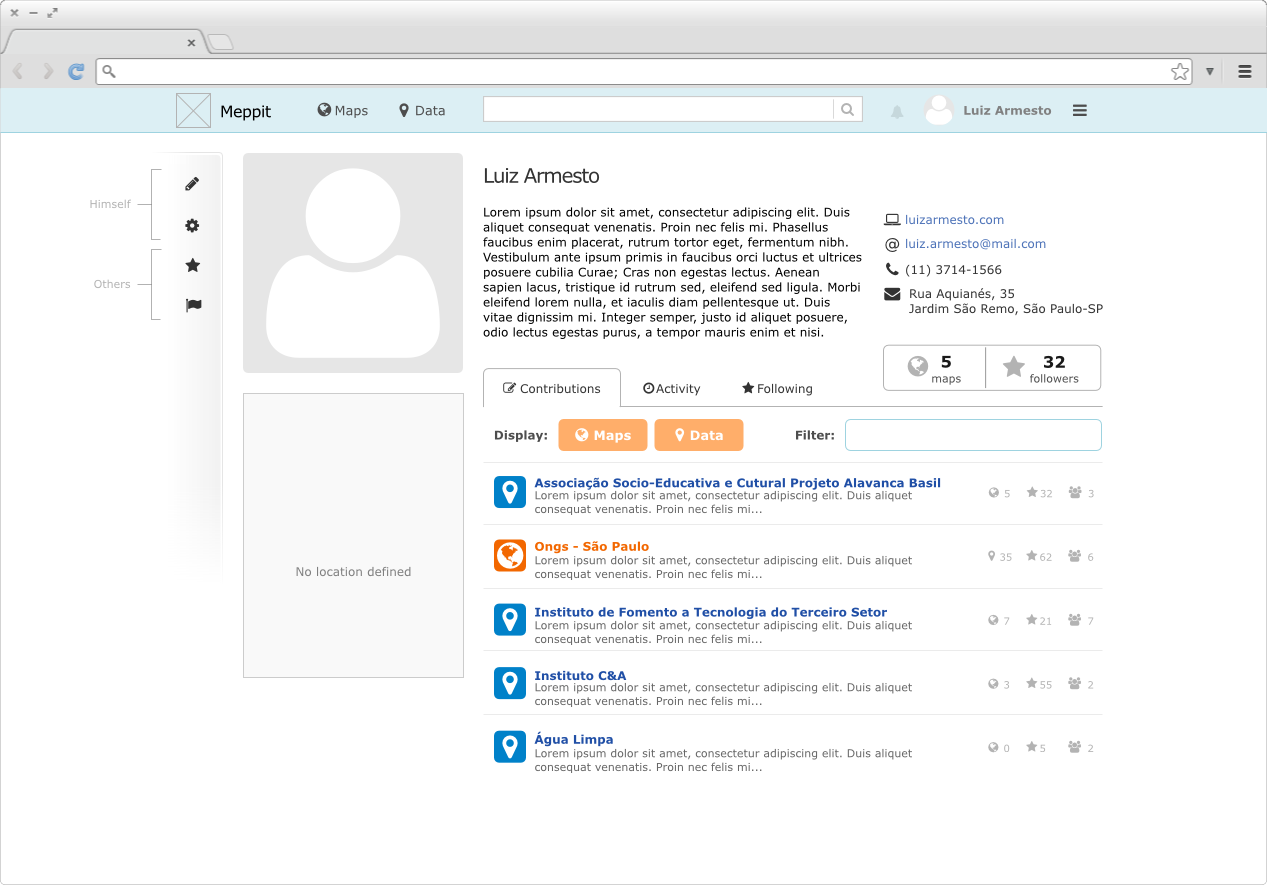 Meppit
Maps
Data
Luiz Armesto
Himself
Others
No location defined
Luiz Armesto
Lorem ipsum dolor sit amet, consectetur adipiscing elit. Duis
aliquet consequat venenatis. Proin nec felis mi. Phasellus
faucibus enim placerat, rutrum tortor eget, fermentum nibh.
Vestibulum ante ipsum primis in faucibus orci luctus et ultrices
posuere cubilia Curae; Cras non egestas lectus. Aenean
sapien lacus, tristique id rutrum sed, eleifend sed ligula. Morbi
eleifend lorem nulla, et iaculis diam pellentesque ut. Duis
vitae dignissim mi. Integer semper, justo id aliquet posuere,
odio lectus egestas purus, a tempor mauris enim et nisi.
luizarmesto.com
@ luiz.armesto@mail.com
(11) 3714-1566
Rua Aquianés, 35
Jardim São Remo, São Paulo-SP
5
maps
32
followers
Contributions
Activity
Following
Display:
Maps
Data
Filter:
Associação Socio-Educativa e Cutural Projeto Alavanca Basil
Lorem ipsum dolor sit amet, consectetur adipiscing elit. Duis aliquet
consequat venenatis. Proin nec felis mi...
5 32 3
Ongs - São Paulo
Lorem ipsum dolor sit amet, consectetur adipiscing elit. Duis aliquet
consequat venenatis. Proin nec felis mi...
35 62 6
Instituto de Fomento a Tecnologia do Terceiro Setor
Lorem ipsum dolor sit amet, consectetur adipiscing elit. Duis aliquet
consequat venenatis. Proin nec felis mi...
7 21 7
Instituto C&A
Lorem ipsum dolor sit amet, consectetur adipiscing elit. Duis aliquet
consequat venenatis. Proin nec felis mi...
3 55 2
Água Limpa
Lorem ipsum dolor sit amet, consectetur adipiscing elit. Duis aliquet
consequat venenatis. Proin nec felis mi...
0 5 2